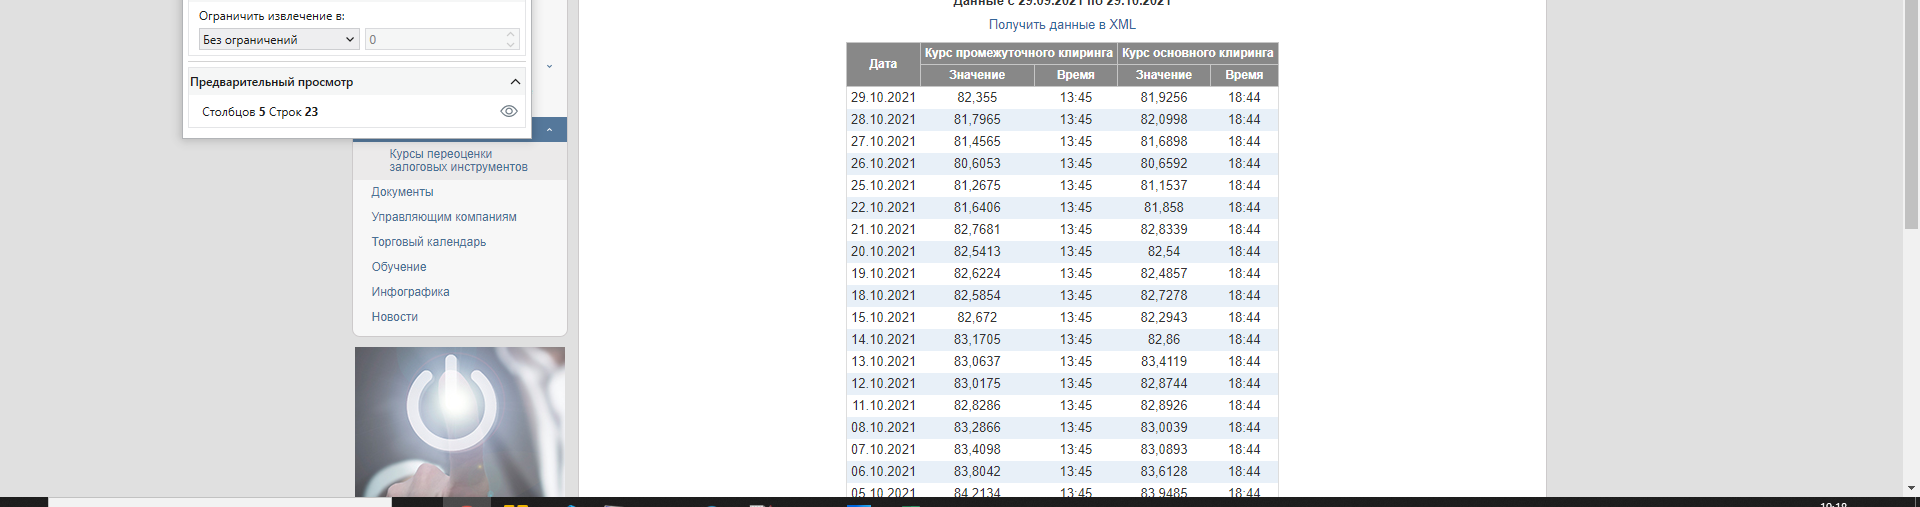 Ограничить извлечение в:
Без ограничений 0
Предварительный просмотр
Столбцов 5 Строк 23
Курсы переоценки
залоговых инструментов
Документы
Управляющим компаниям
Торговый календарь
Обучение
Инфографика
Новости
Данные с 29.09.2021 по 29.10.2021
Получить данные в XML
Дата Курс промежуточного клиринга Курс основного клиринга
Значение Время Значение Время
29.10.2021 82,355 13:45 81,9256 18:44
28.10.2021 81,7965 13:45 82,0998 18:44
27.10.2021 81,4565 13:45 81,6898 18:44
26.10.2021 80,6053 13:45 80,6592 18:44
25.10.2021 81,2675 13:45 81,1537 18:44
22.10.2021 81,6406 13:45 81,858 18:44
21.10.2021 82,7681 13:45 82,8339 18:44
20.10.2021 82,5413 13:45 82,54 18:44
19.10.2021 82,6224 13:45 82,4857 18:44
18.10.2021 82,5854 13:45 82,7278 18:44
15.10.2021 82,672 13:45 82,2943 18:44
14.10.2021 83,1705 13:45 82,86 18:44
13.10.2021 83,0637 13:45 83,4119 18:44
12.10.2021 83,0175 13:45 82,8744 18:44
11.10.2021 82,8286 13:45 82,8926 18:44
08.10.2021 83,2866 13:45 83,0039 18:44
07.10.2021 83,4098 13:45 83,0893 18:44
06.10.2021 83,8042 13:45 83,6128 18:44
05.10.2021 84,2134 13:45 83,9485 18:44